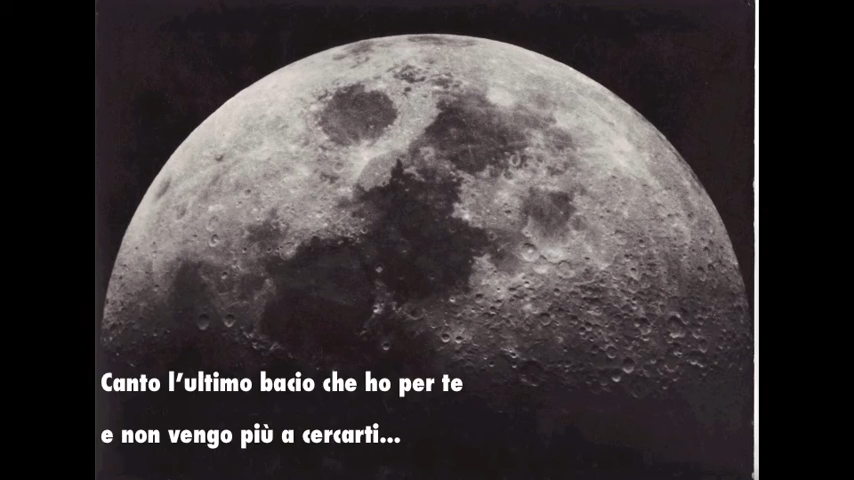 Canto l'ultimo bacio che ho per te
e non vengo più a cercarti...